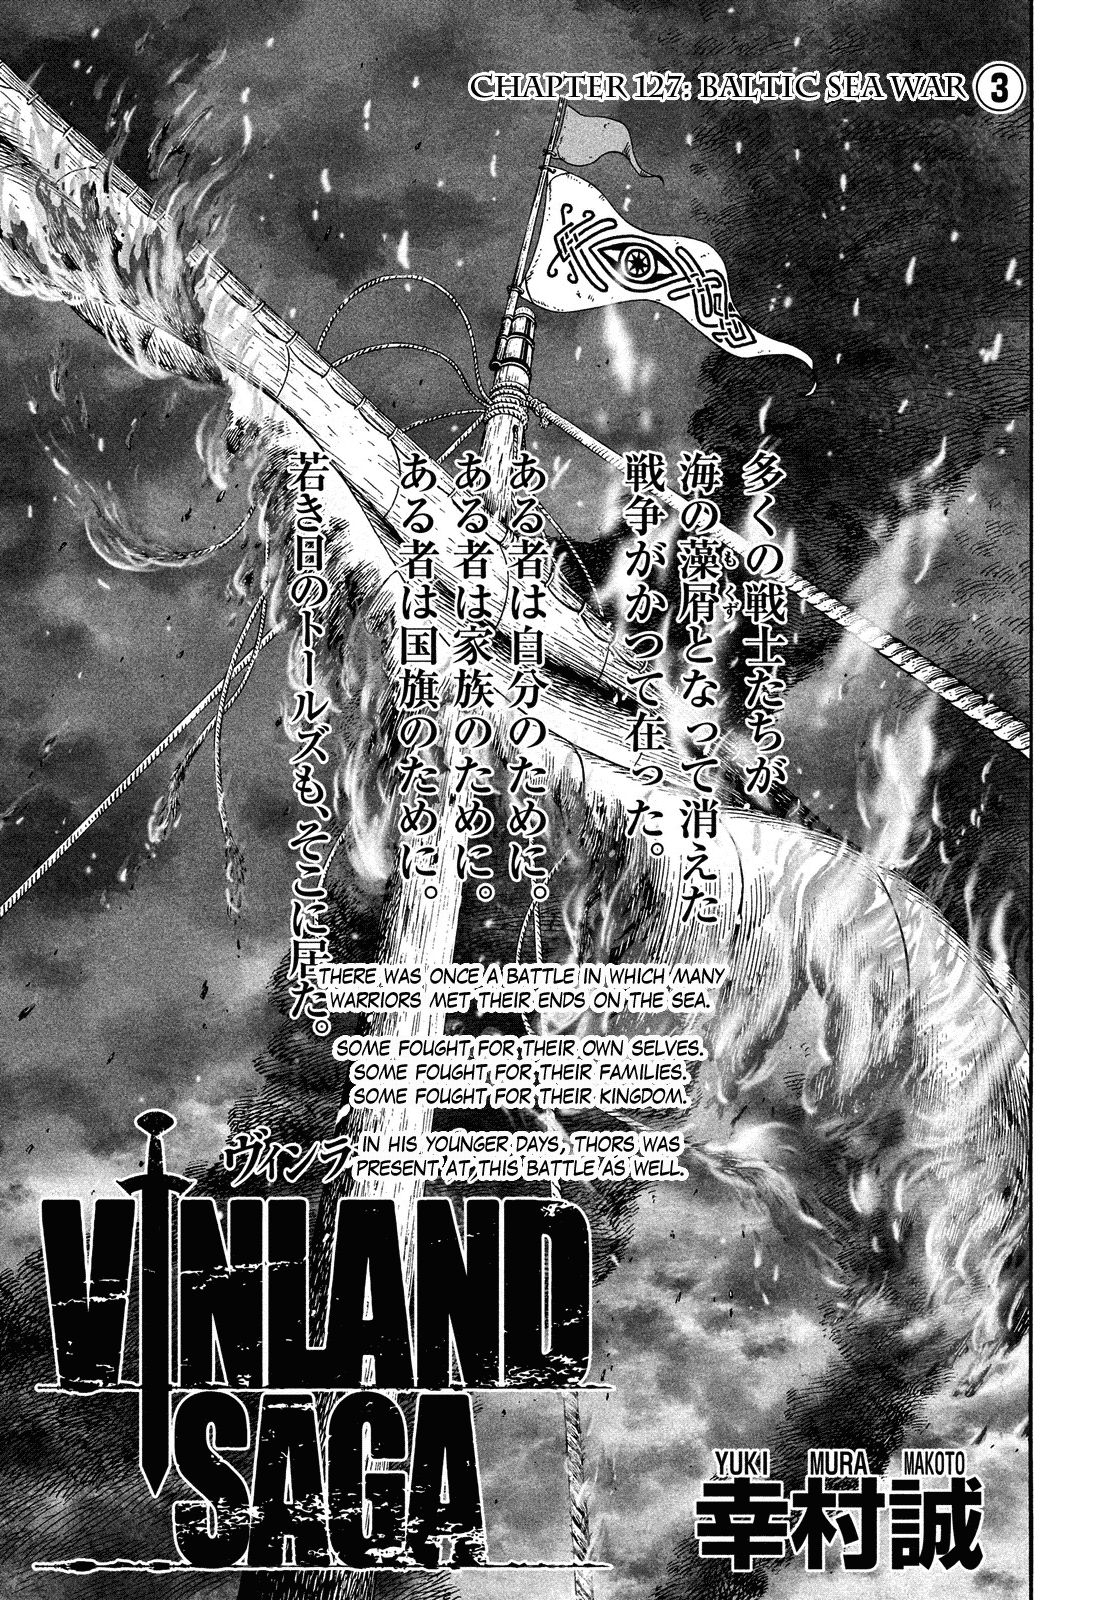 CHAPTER 127: BALTIC SEA WAR 3
多くの戦士たちが
海の藻屑となって消えた
もくず
戦争がかつて在った。
ある者は自分のために。
ある者は家族のために。
ある者は国旗のために。
若き日のトールズも、そこに居た。
THERE WAS ONCE A BATTLE IN WHICH MANY
WARRIORS MET THEIR ENDS ON THE SEA.
SOME FOUGHT FOR THEIR OWN SELVES.
SOME FOUGHT FOR THEIR FAMILIES.
SOME FOUGHT FOR THEIR KINGDOM.
IN HIS YOUNGER DAYS, THORS WAS
PRESENT AT THIS BATTLE AS WELL.
ヴィンラ
VINLAND
SAGA
YUKI MURA MAKOTO
幸村誠